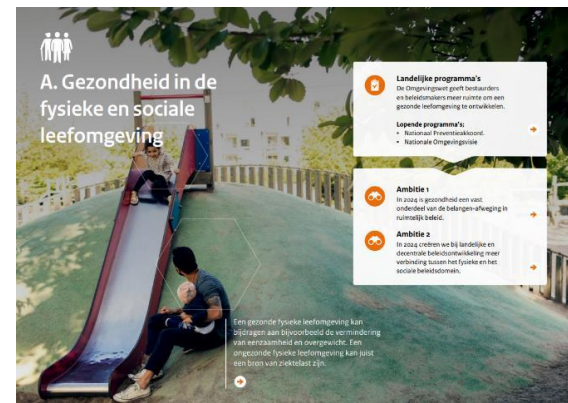 A. Gezondheid in de
fysieke en sociale
leefomgeving
Landelijke programma's
De Omgevingswet geeft bestuurders
en beleidsmakers meer ruimte om een
gezonde leefomgeving te ontwikkelen.
Lopende programma's;
• Nationaal Preventieakkoord.
• Nationale Omgevingsvisie
Ambitie 1
In 2024 is gezondheid een vast
onderdeel van de belangen-afweging in
ruimtelijk beleid.
Ambitie 2
In 2024 creëren we bij landelijke en
decentrale beleidsontwikkeling meer
verbinding tussen het fysieke en het
sociale beleidsdomein.
Een gezonde fysieke leefomgeving kan
bijdragen aan bijvoorbeeld de vermindering
van eenzaamheid en overgewicht. Een
ongezonde fysieke leefomgeving kan juist
een bron van ziektelast zijn.